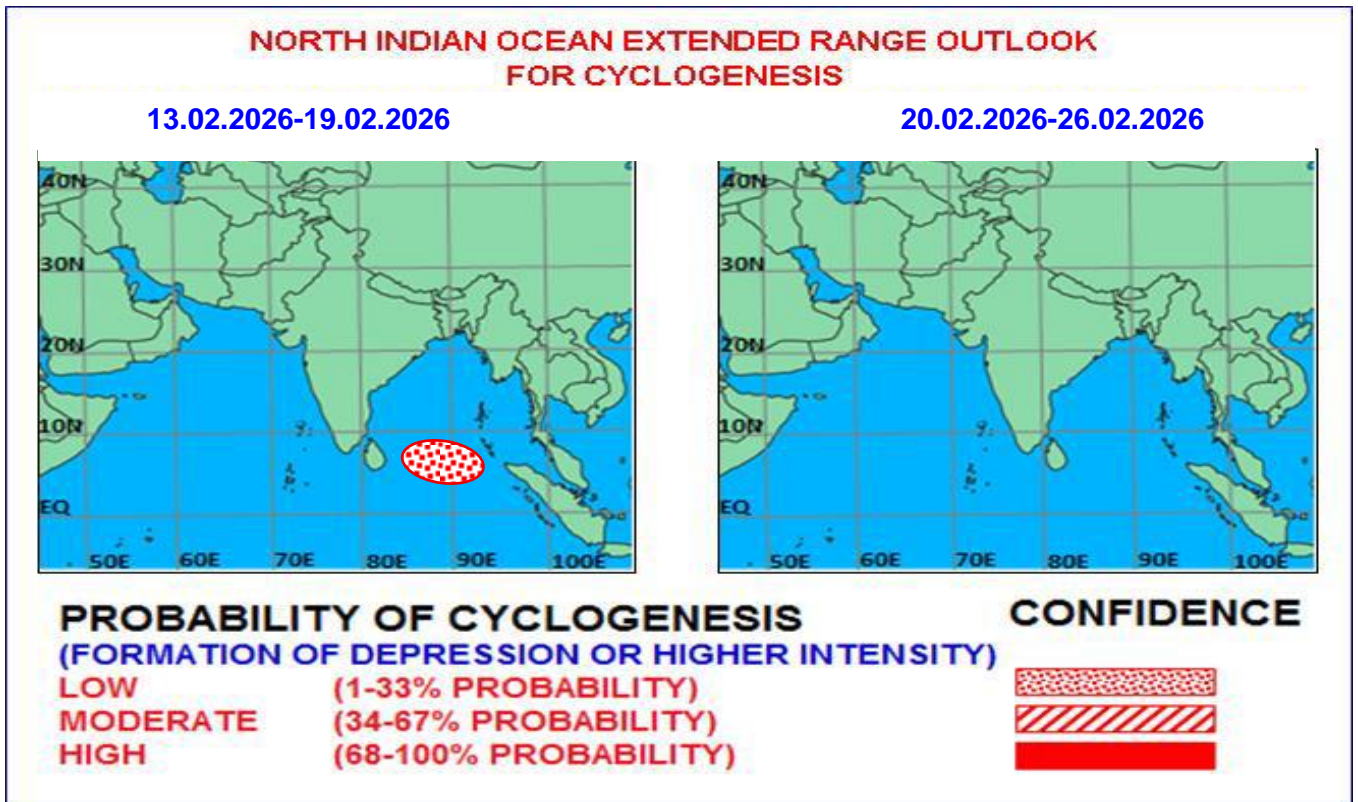 NORTH INDIAN OCEAN EXTENDED RANGE OUTLOOK
FOR CYCLOGENESIS
13.02.2026-19.02.2026
20.02.2026-26.02.2026
40N
30N
20N
10N
EQ
50E 60E 70E 80E 90E 100E
40N
30N
20N
10N
EQ
50E 60E 70E 80E 90E 100E
PROBABILITY OF CYCLOGENESIS
CONFIDENCE
(FORMATION OF DEPRESSION OR HIGHER INTENSITY)
LOW (1-33% PROBABILITY)
MODERATE (34-67% PROBABILITY)
HIGH (68-100% PROBABILITY)